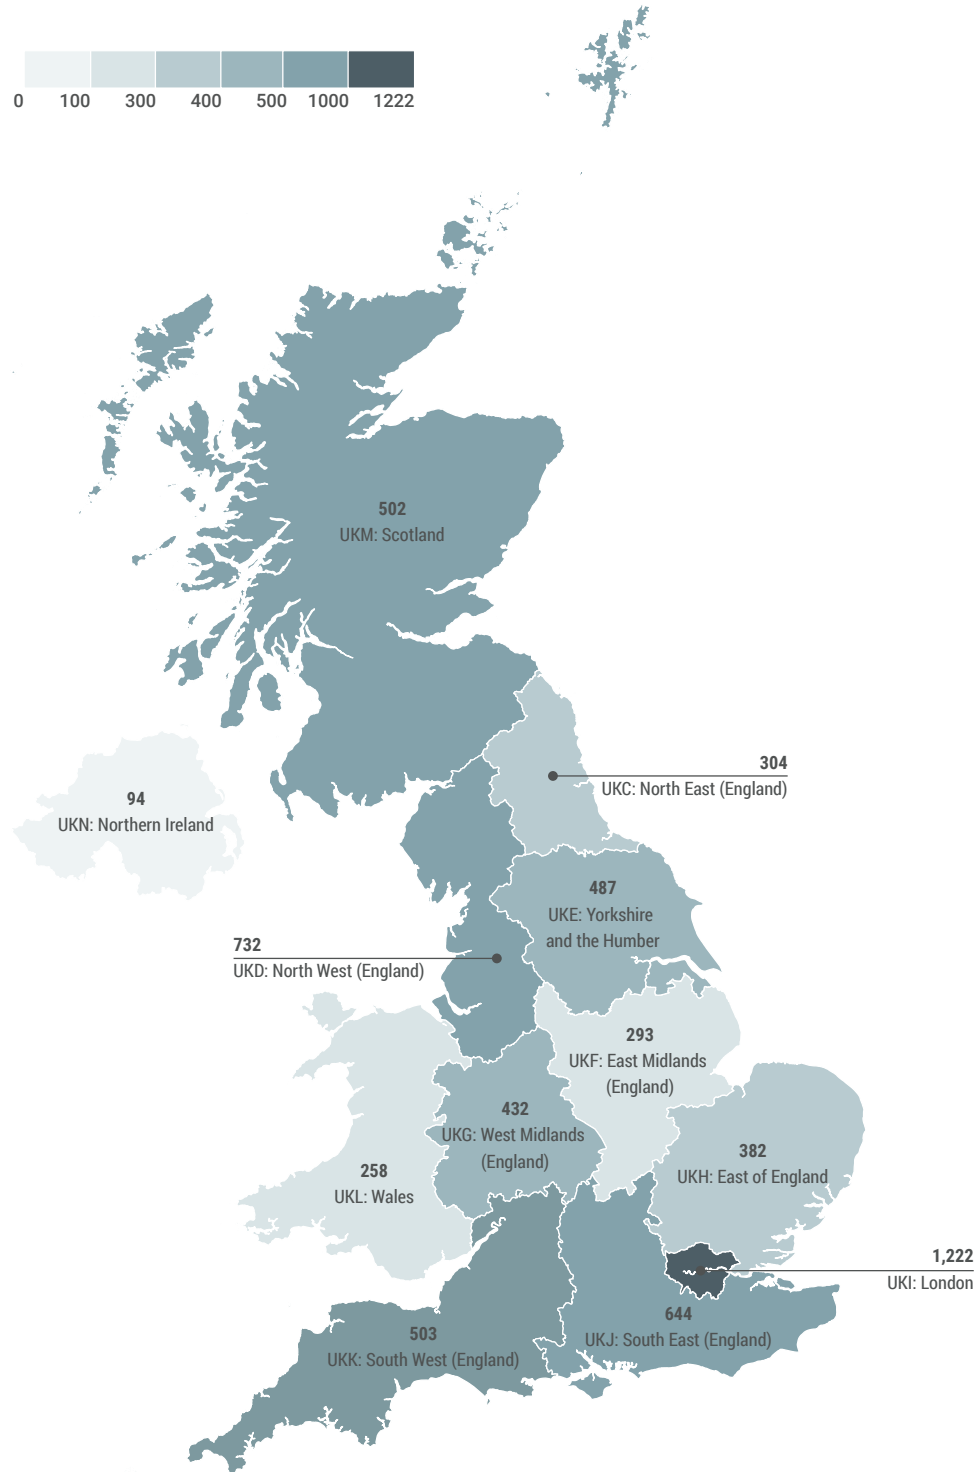 0 100 300 400 500 1000 1222
502
UKM: Scotland
304
UKC: North East (England)
94
UKN: Northern Ireland
487
UKE: Yorkshire
and the Humber
732
UKD: North West (England)
293
UKF: East Midlands
(England)
432
UKG: West Midlands
(England)
382
UKH: East of England
258
UKL: Wales
1,222
UKI: London
644
UKJ: South East (England)
503
UKK: South West (England)